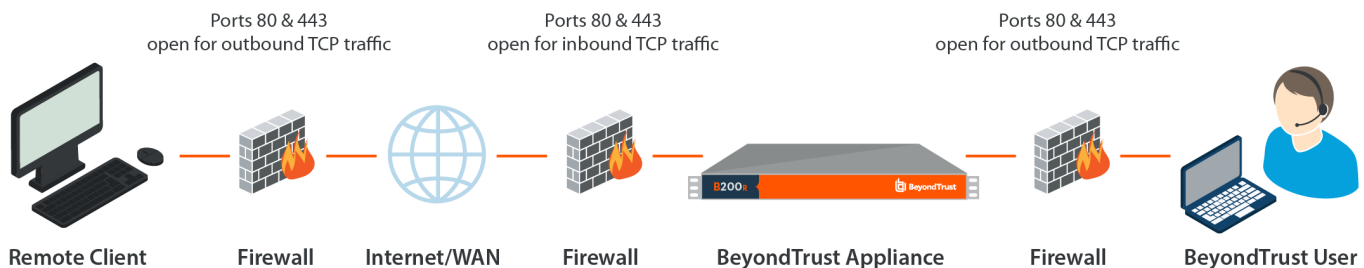 Ports 80 & 443
open for outbound TCP traffic
Ports 80 & 443
open for inbound TCP traffic
Ports 80 & 443
open for outbound TCP traffic
B200R
BeyondTrust
Remote Client
Firewall
Internet/WAN
Firewall
BeyondTrust Appliance
Firewall
BeyondTrust User